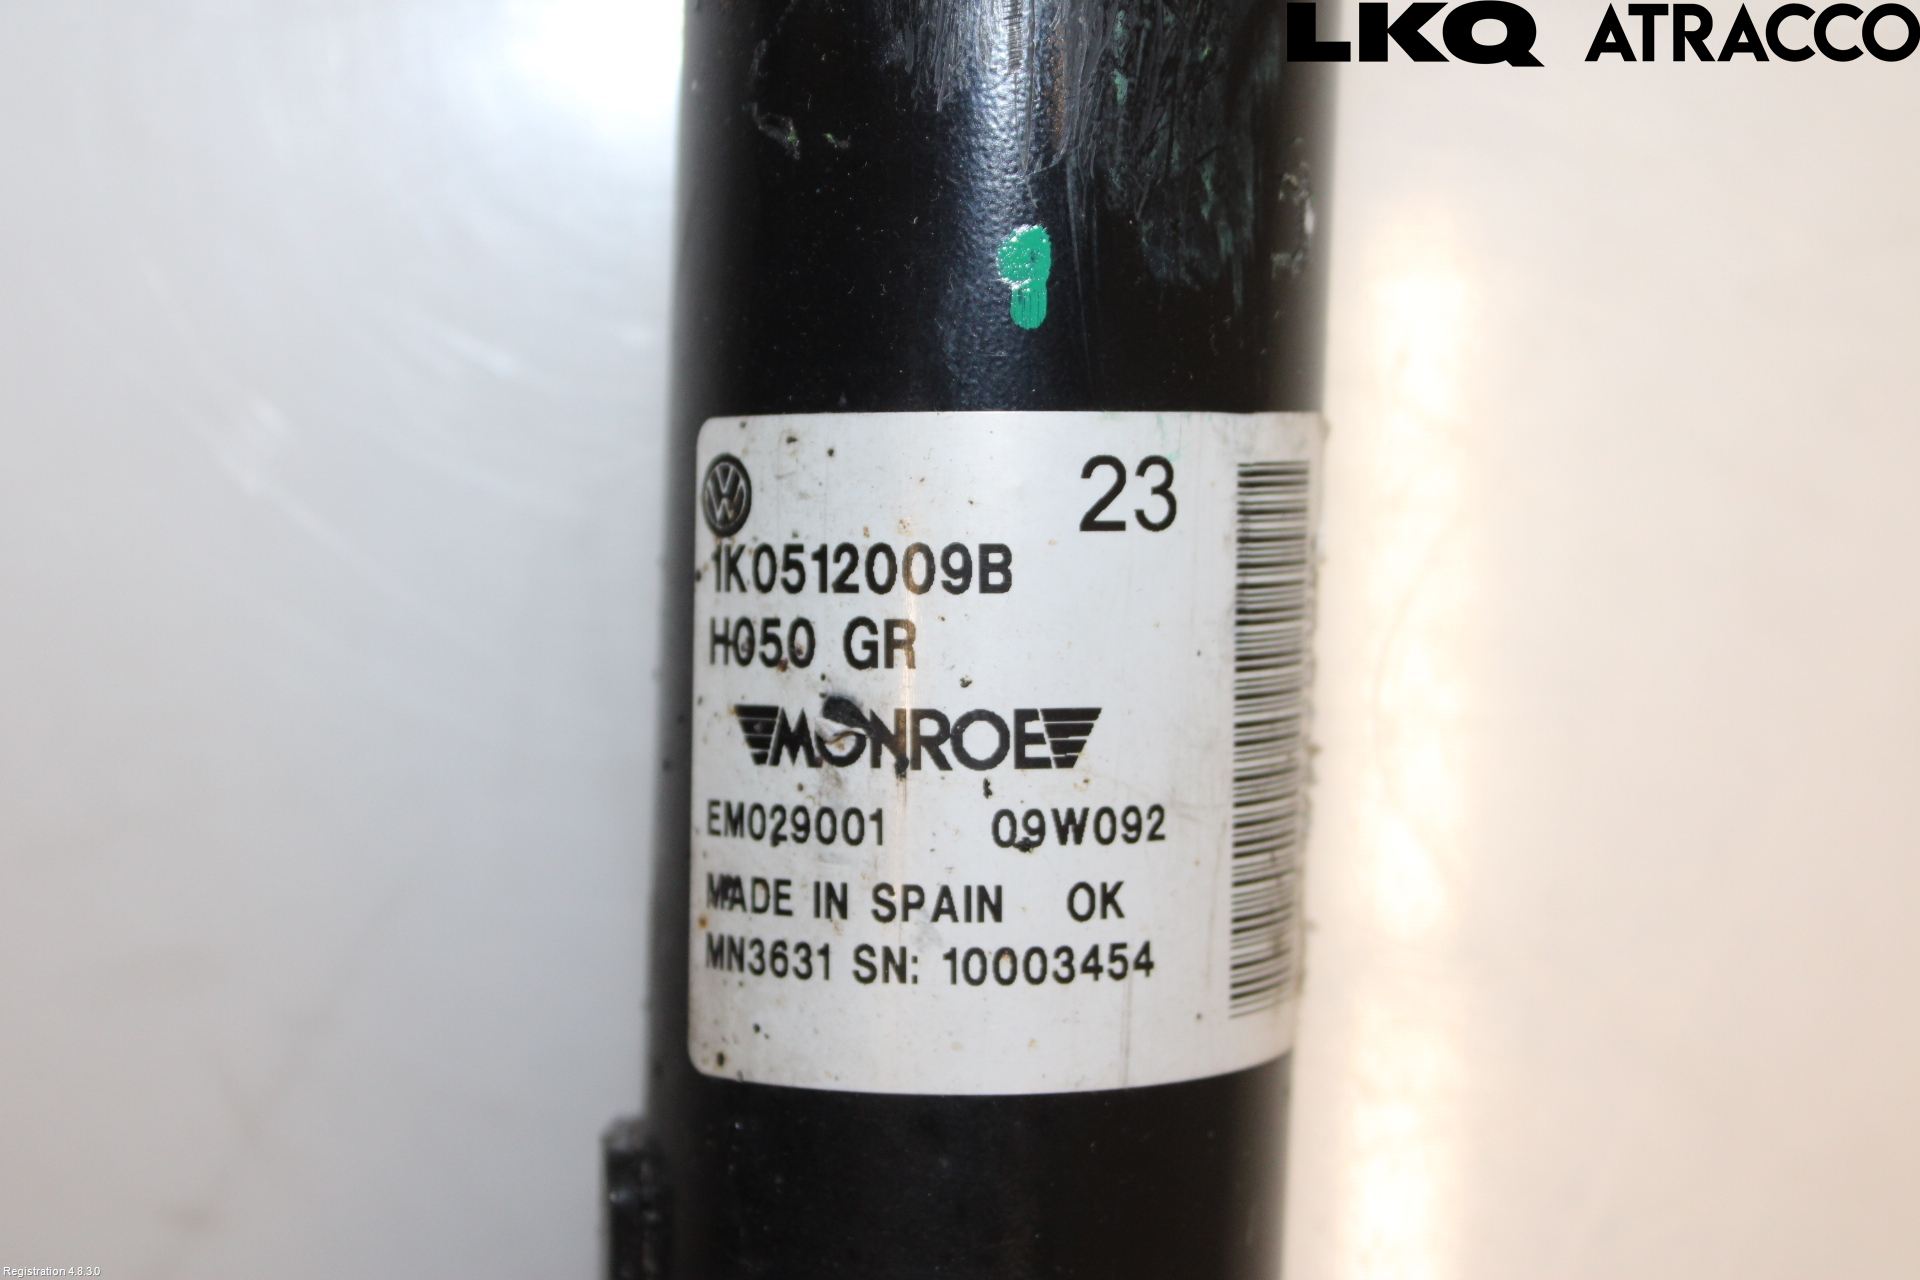 LKQ ATRACCO
23
1K0512009B
H050 GR
MONROE
EM029001 09W092
MADE IN SPAIN OK
MN3631 SN: 10003454
Registration 4.8.3.0